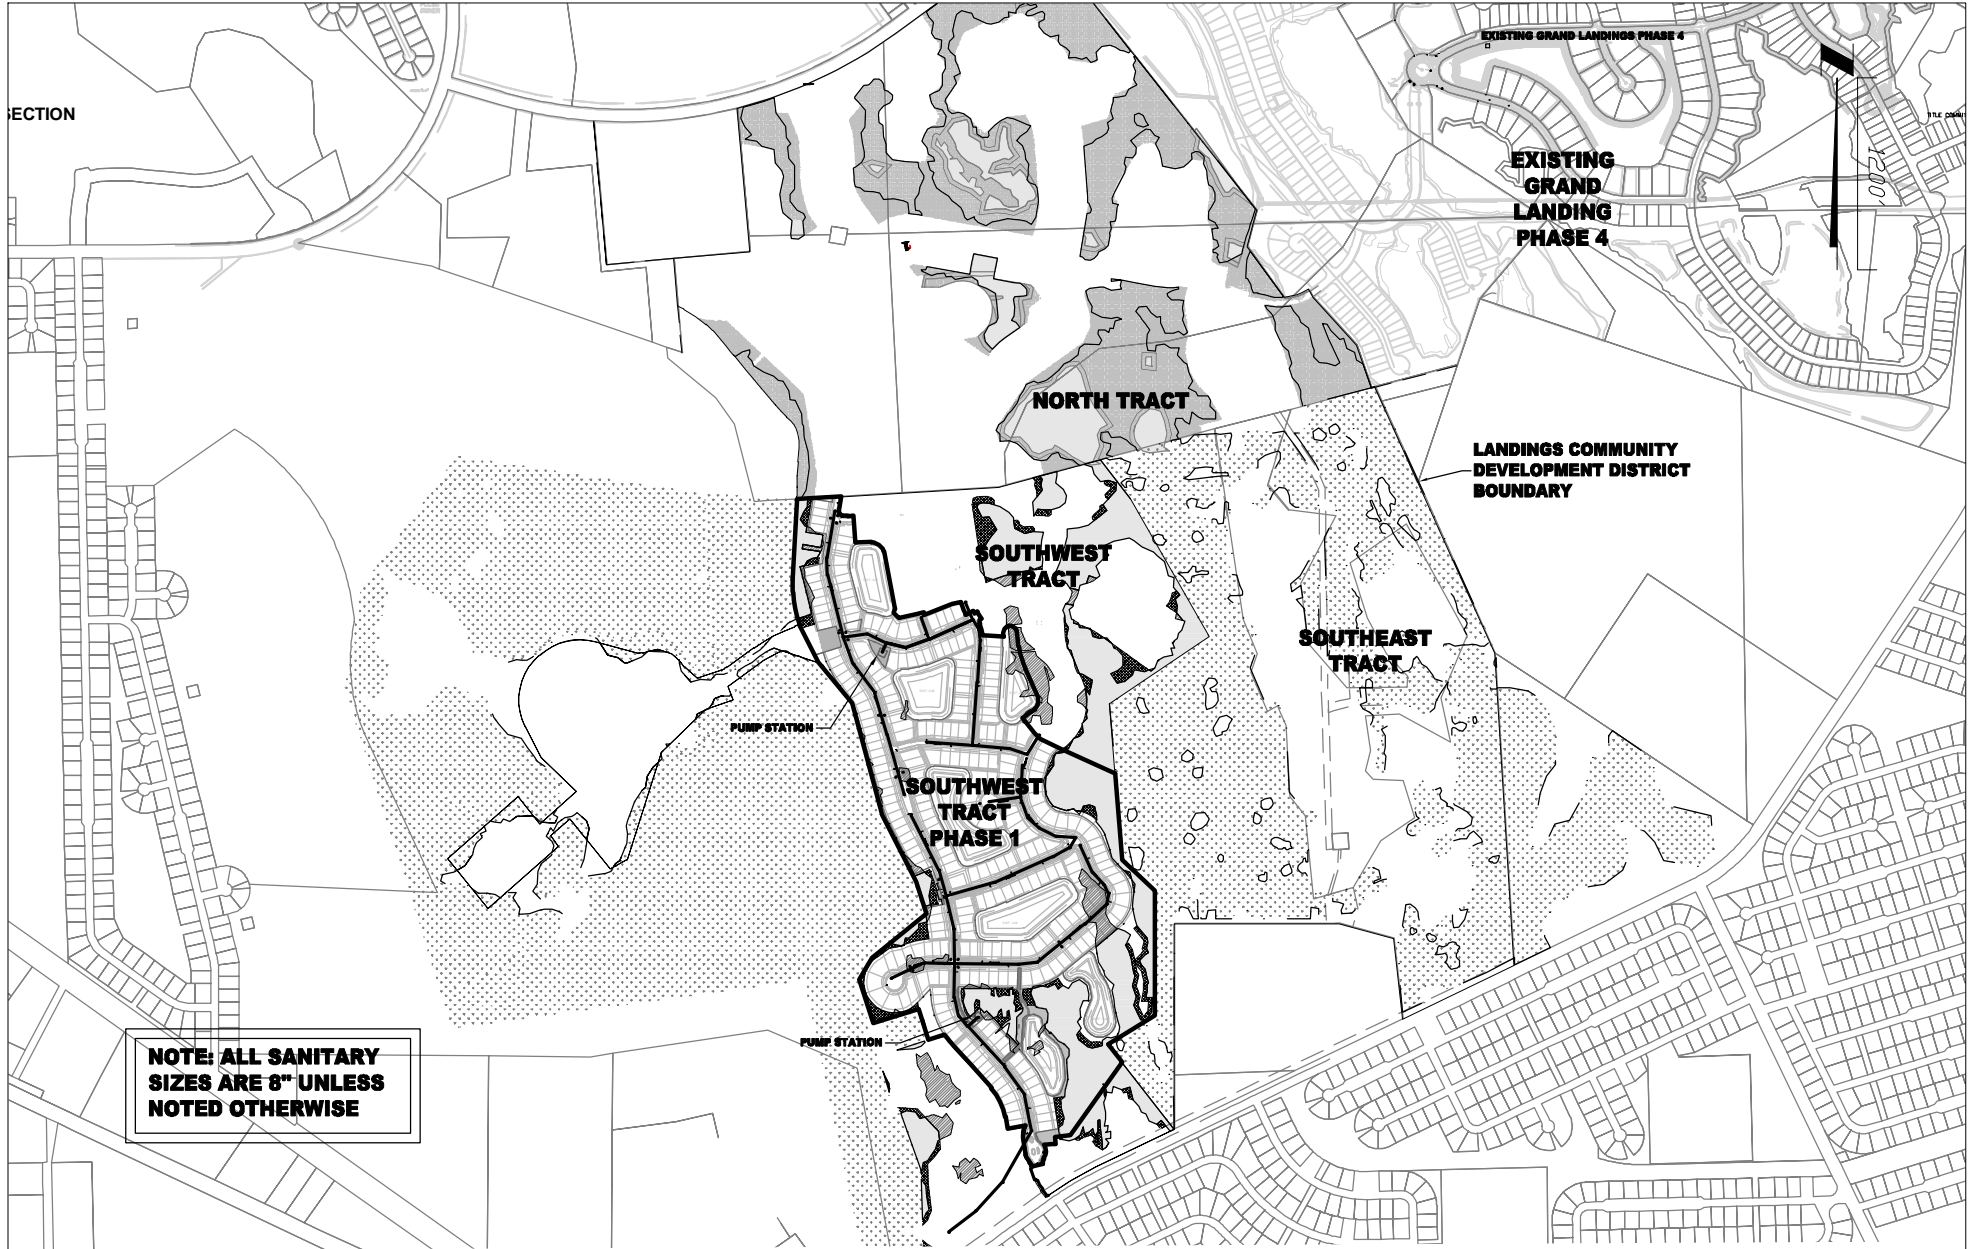 EXISTING GRAND LANDINGS PHASE 4
SECTION
1200'
EXISTING
GRAND
LANDING
PHASE 4
NORTH TRACT
LANDINGS COMMUNITY
DEVELOPMENT DISTRICT
BOUNDARY
SOUTHWEST
TRACT
SOUTHEAST
TRACT
PUMP STATION
SOUTHWEST
TRACT
PHASE 1
PUMP STATION
NOTE: ALL SANITARY
SIZES ARE 8" UNLESS
NOTED OTHERWISE